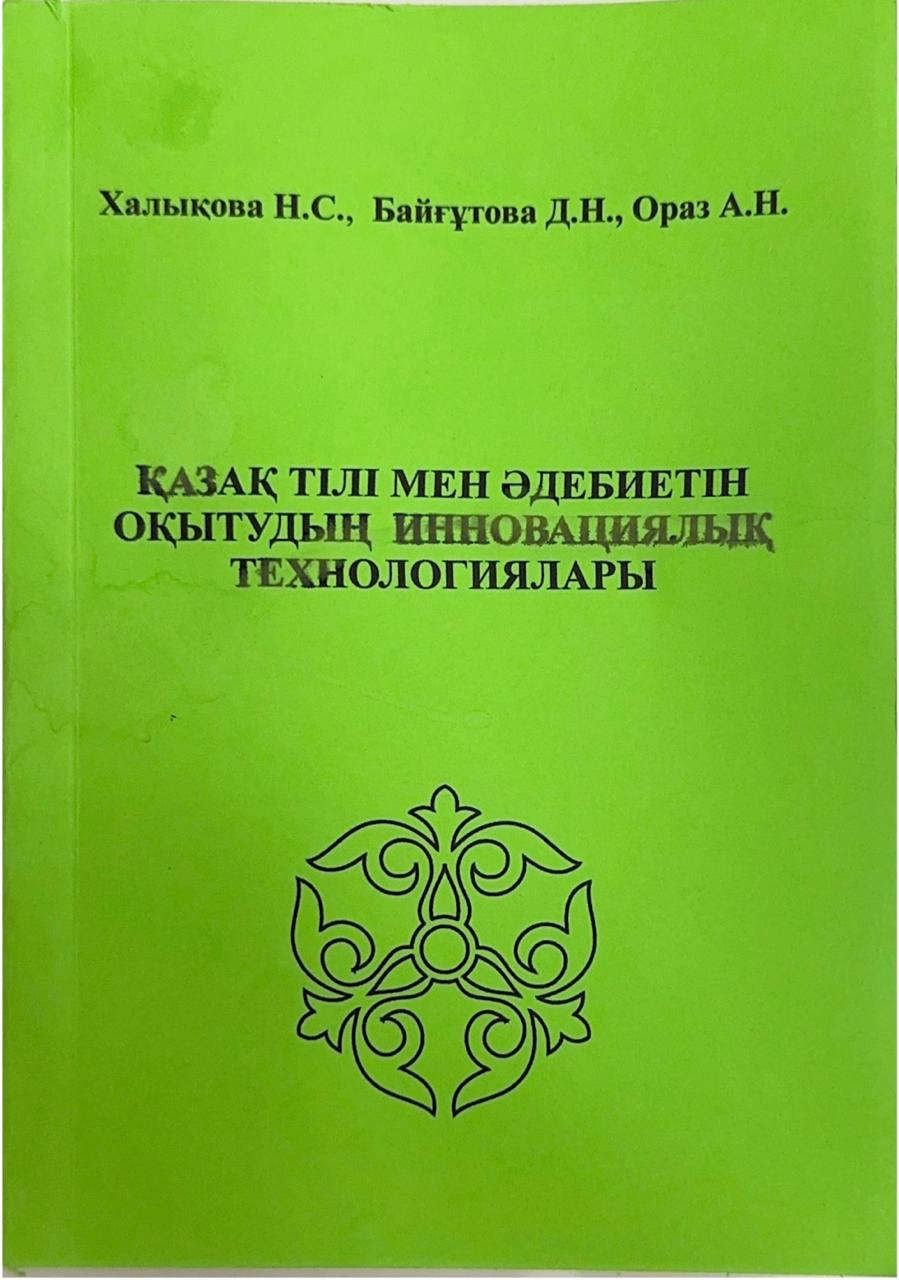 Халықова Н.С., Байғұтова Д.Н., Ораз А.Н.
ҚАЗАҚ ТІЛІ МЕН ӘДЕБИЕТІН
ОҚЫТУДЫҢ ИННОВАЦИЯЛЫҚ
ТЕХНОЛОГИЯЛАРЫ